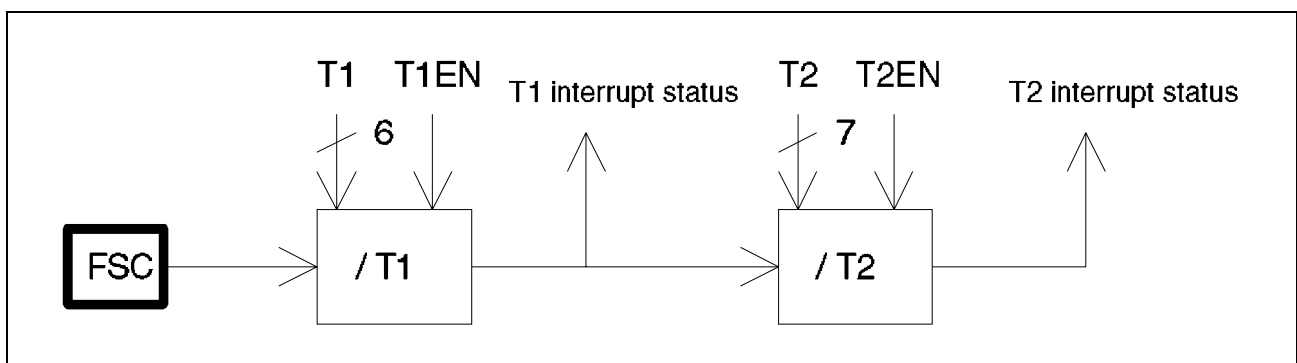 T1 T1EN T1 interrupt status T2 T2EN T2 interrupt status
6 7
FSC / T1 / T2